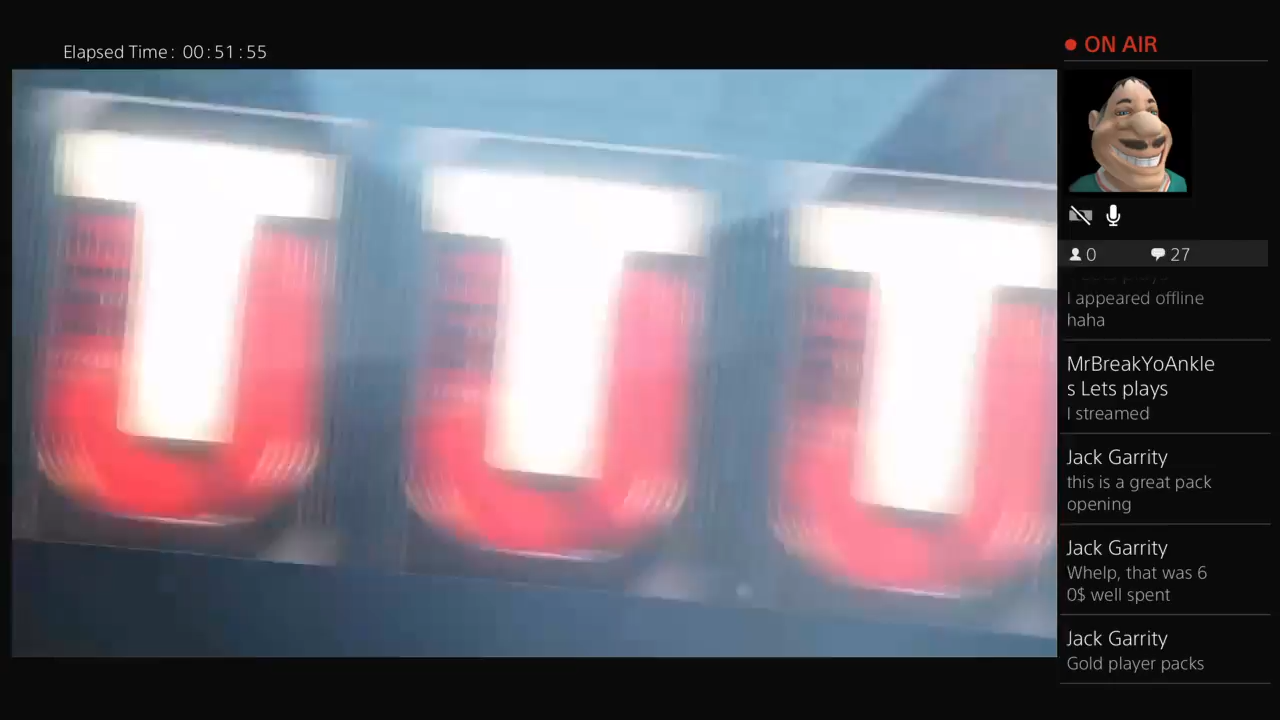 Elapsed Time: 00:51:55
ON AIR
0
27
I appeared offline
haha
MrBreakYoAnkle
s Lets plays
I streamed
Jack Garrity
this is a great pack
opening
Jack Garrity
Whelp, that was 6
0$ well spent
Jack Garrity
Gold player packs